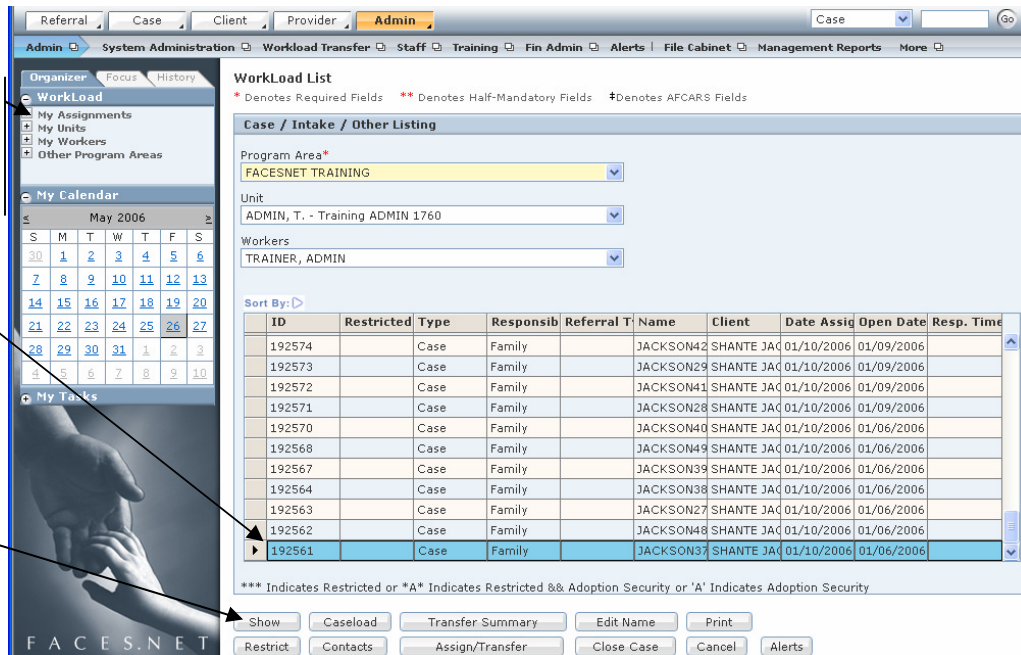 Referral Case Client Provider Admin Case Go
Admin System Administration Workload Transfer Staff Training Fin Admin Alerts | File Cabinet Management Reports More
Organizer Focus History
WorkLoad
My Assignments
My Units
My Workers
Other Program Areas
My Calendar
< May 2006 >
S M T W T F S
30 1 2 3 4 5 6
7 8 9 10 11 12 13
14 15 16 17 18 19 20
21 22 23 24 25 26 27
28 29 30 31 1 2 3
4 5 6 7 8 9 10
My Tasks
FACES.NET
WorkLoad List
* Denotes Required Fields ** Denotes Half-Mandatory Fields ‡Denotes AFCARS Fields
Case / Intake / Other Listing
Program Area*
FACESNET TRAINING
Unit
ADMIN, T. - Training ADMIN 1760
Workers
TRAINER, ADMIN
Sort By:
ID Restricted Type Responsib Referral T Name Client Date Assig Open Date Resp. Time
192574 Case Family JACKSON42 SHANTE JAC 01/10/2006 01/09/2006
192573 Case Family JACKSON29 SHANTE JAC 01/10/2006 01/09/2006
192572 Case Family JACKSON41 SHANTE JAC 01/10/2006 01/09/2006
192571 Case Family JACKSON28 SHANTE JAC 01/10/2006 01/09/2006
192570 Case Family JACKSON40 SHANTE JAC 01/10/2006 01/06/2006
192568 Case Family JACKSON49 SHANTE JAC 01/10/2006 01/06/2006
192567 Case Family JACKSON39 SHANTE JAC 01/10/2006 01/06/2006
192564 Case Family JACKSON38 SHANTE JAC 01/10/2006 01/06/2006
192563 Case Family JACKSON27 SHANTE JAC 01/10/2006 01/06/2006
192562 Case Family JACKSON48 SHANTE JAC 01/10/2006 01/06/2006
192561 Case Family JACKSON37 SHANTE JAC 01/10/2006 01/06/2006
*** Indicates Restricted or *A* Indicates Restricted && Adoption Security or 'A' Indicates Adoption Security
Show Caseload Transfer Summary Edit Name Print
Restrict Contacts Assign/Transfer Close Case Cancel Alerts